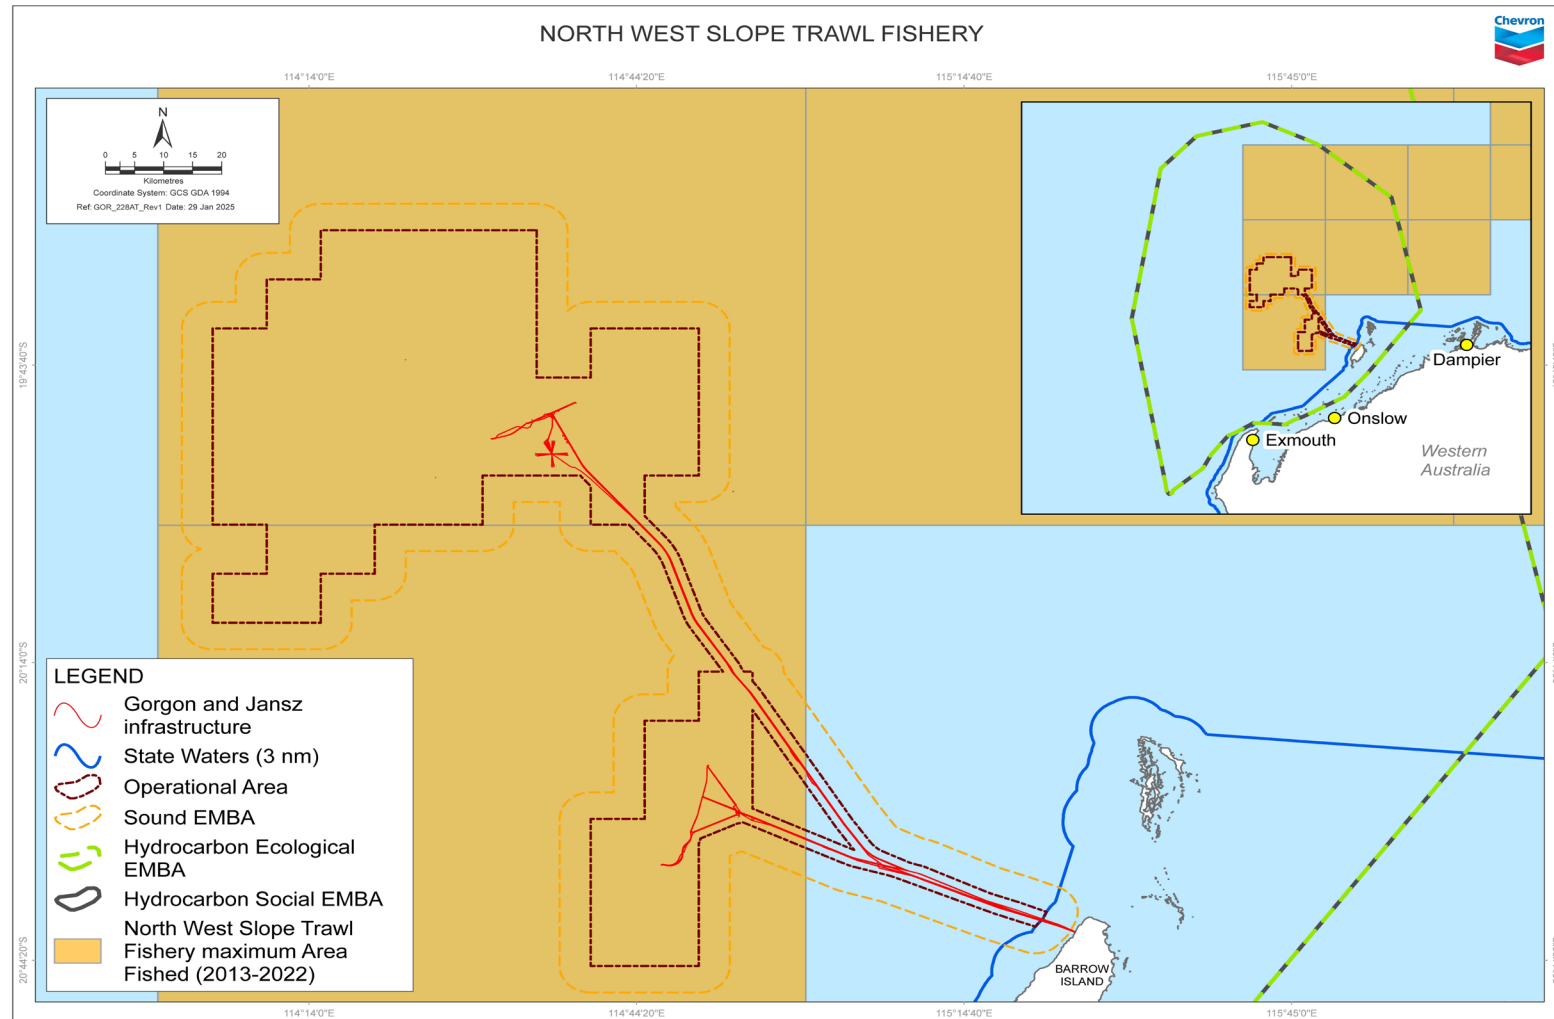 NORTH WEST SLOPE TRAWL FISHERY
Chevron
114°14'0"E
114°44'20"E
115°14'40"E
115°45'0"E
N
0 5 10 15 20
Kilometres
Coordinate System: GCS GDA 1994
Ref: GOR_228AT_Rev1 Date: 29 Jan 2025
Dampier
Onslow
Exmouth
Western
Australia
19°43'40"S
20°14'0"S
20°44'20"S
LEGEND
Gorgon and Jansz
infrastructure
State Waters (3 nm)
Operational Area
Sound EMBA
Hydrocarbon Ecological
EMBA
Hydrocarbon Social EMBA
North West Slope Trawl
Fishery maximum Area
Fished (2013-2022)
BARROW
ISLAND
114°14'0"E
114°44'20"E
115°14'40"E
115°45'0"E